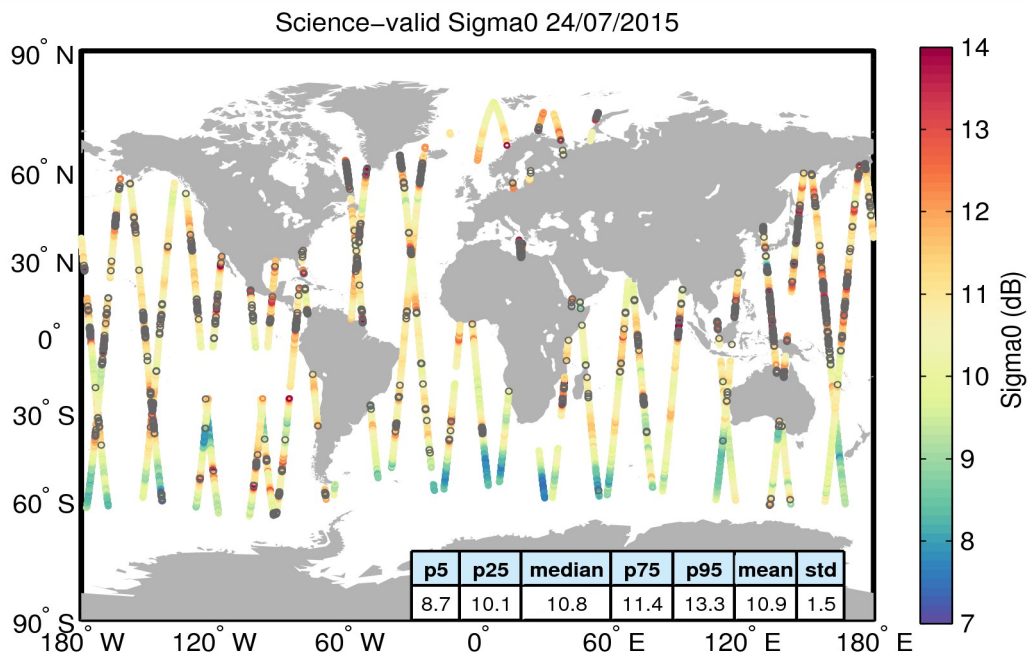 Science−valid Sigma0 24/07/2015
90° N
60° N
30° N
0°
30° S
60° S
90° S
180° W
120° W
60° W
0°
60° E
120° E
180° E
14
13
12
11
10
9
8
7
Sigma0 (dB)
p5 p25 median p75 p95 mean std
8.7 10.1 10.8 11.4 13.3 10.9 1.5